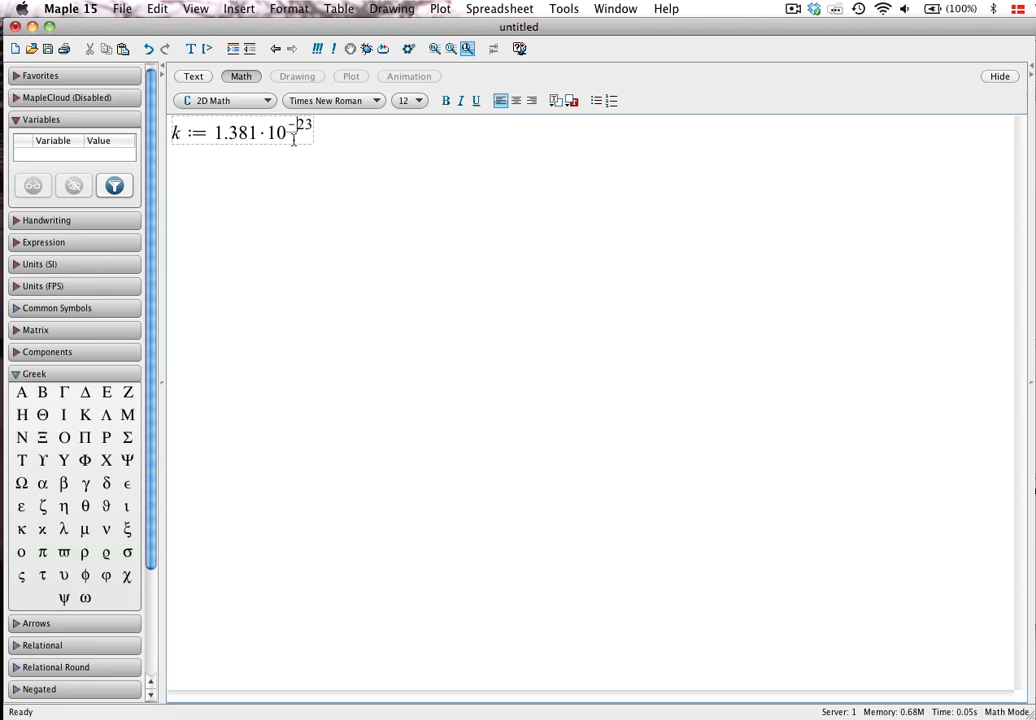 Maple 15 File Edit View Insert Format Table Drawing Plot Spreadsheet Tools Window Help (100%)
untitled
Favorites
MapleCloud (Disabled)
Variables
Variable Value
Handwriting
Expression
Units (SI)
Units (FPS)
Common Symbols
Matrix
Components
Greek
Α Β Γ Δ Ε Ζ
Η Θ Ι Κ Λ Μ
Ν Ξ Ο Π Ρ Σ
Τ ϒ Υ Φ Χ Ψ
Ω α β γ δ ϵ
ε ζ η θ ϑ ι
κ ϰ λ μ ν ξ
ο π ϖ ρ ϱ σ
ς τ υ ϕ φ χ
ψ ω
Arrows
Relational
Relational Round
Negated
Text Math Drawing Plot Animation Hide
C 2D Math Times New Roman 12 B I U
k := 1.381·10⁻²³
Ready Server: 1 Memory: 0.68M Time: 0.05s Math Mode